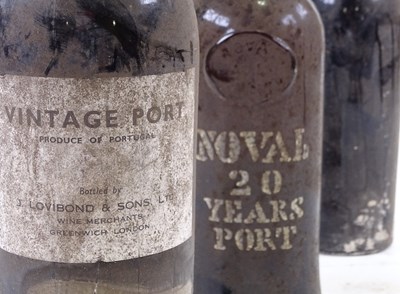 VINTAGE PORT
PRODUCE OF PORTUGAL
Bottled by
J. LOVIBOND & SONS, LTD
WINE MERCHANTS
GREENWICH LONDON
NOVAL
20
YEARS
PORT